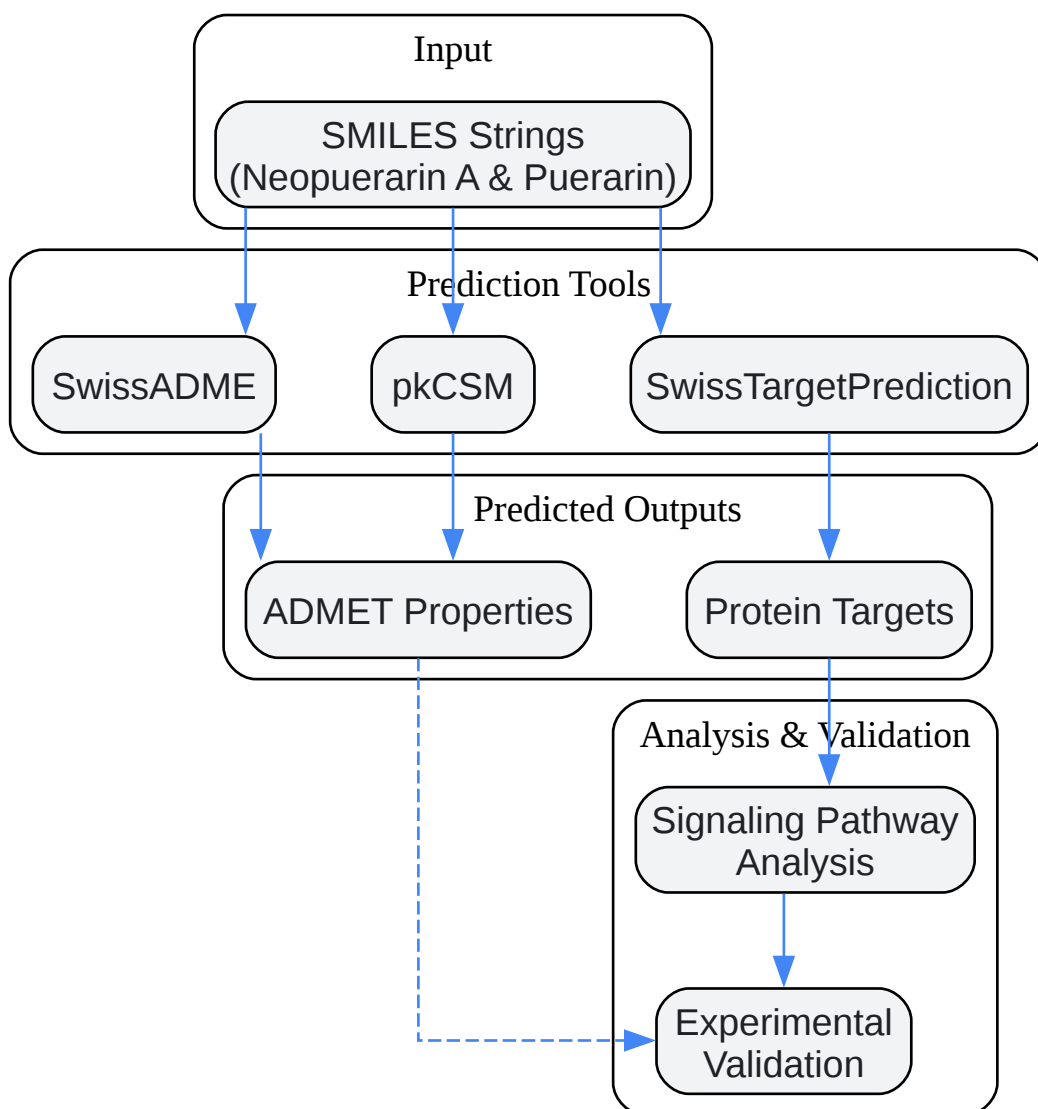 Input
SMILES Strings
(Neopuerarin A & Puerarin)
Prediction Tools
SwissADME
pkCSM
SwissTargetPrediction
Predicted Outputs
ADMET Properties
Protein Targets
Analysis & Validation
Signaling Pathway
Analysis
Experimental
Validation